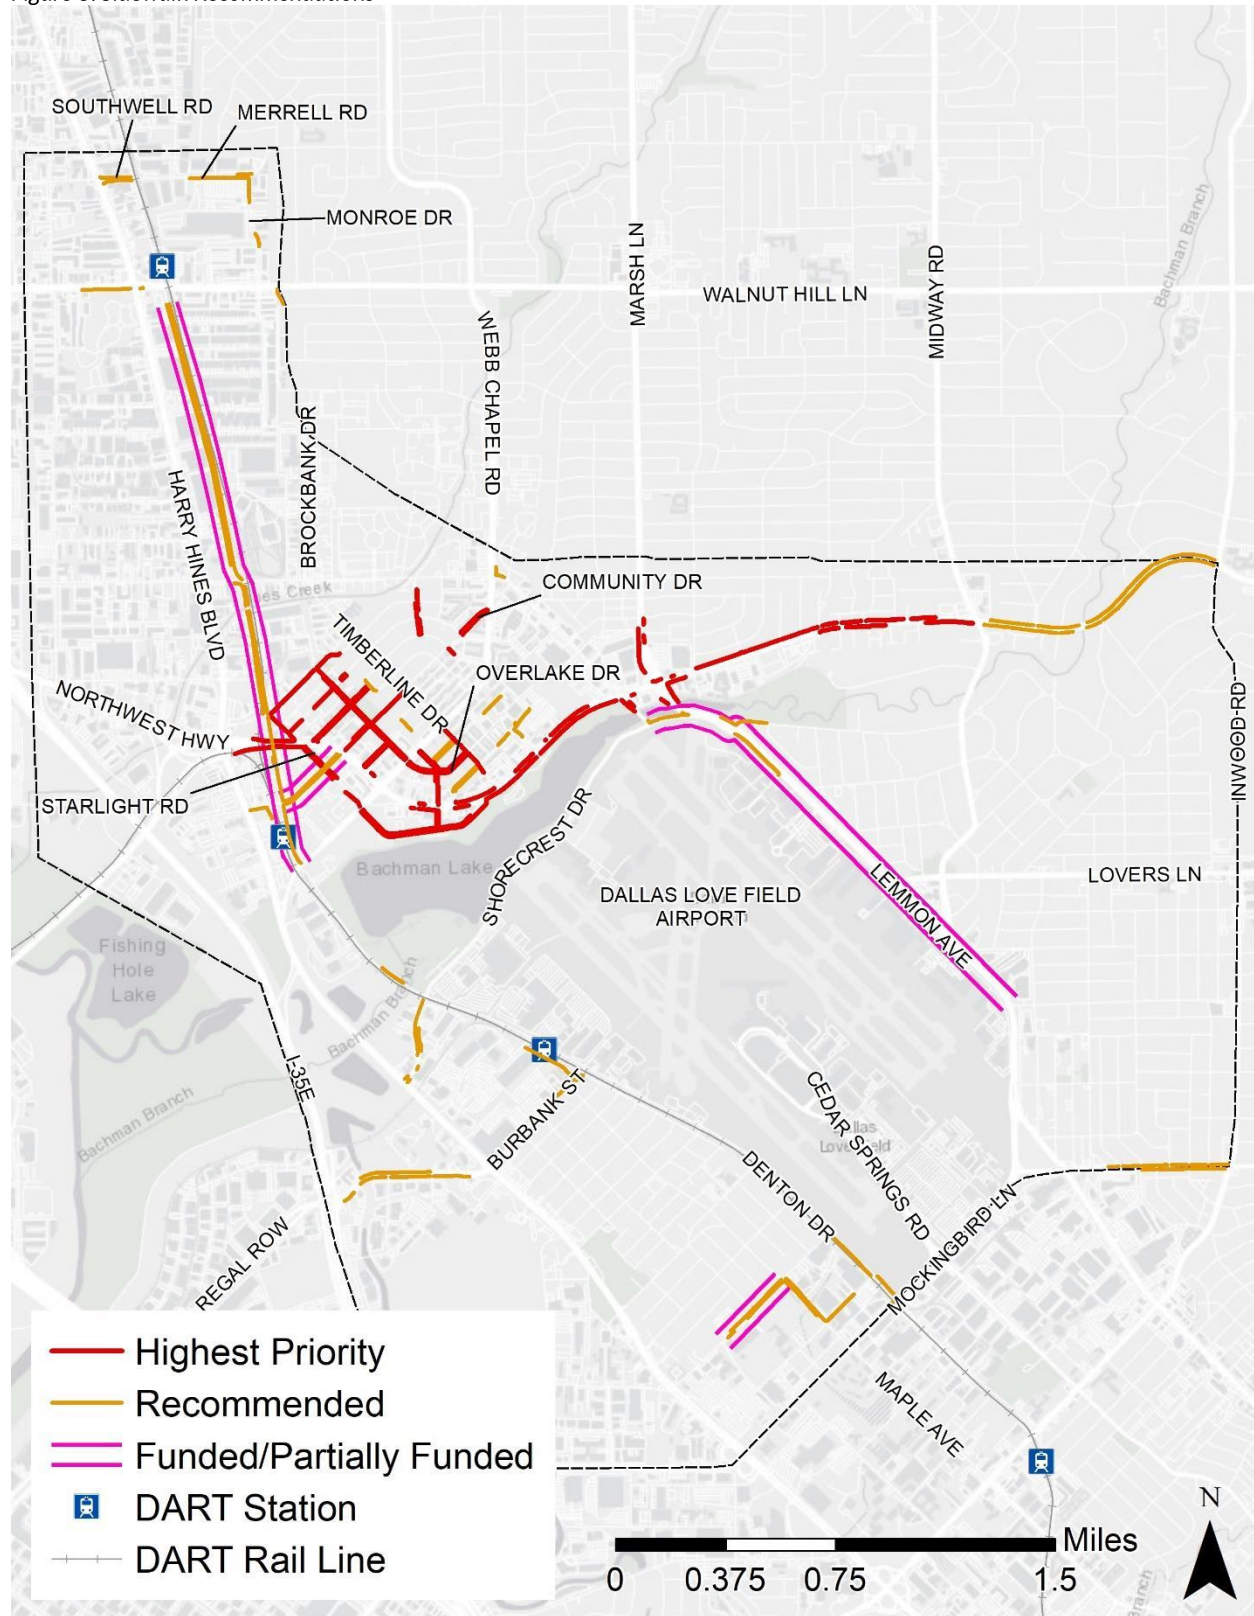 SOUTHWELL RD
MERRELL RD
MONROE DR
MARSH LN
WALNUT HILL LN
MIDWAY RD
Bachman Branch
WEBB CHAPEL RD
BROCKBANK DR
HARRY HINES BLVD
Creek
COMMUNITY DR
TIMBERLINE DR
OVERLAKE DR
NORTHWEST HWY
INWOOD RD
STARLIGHT RD
Bachman Lake
SHORECREST DR
DALLAS LOVE FIELD
AIRPORT
LOVERS LN
LEMMON AVE
Fishing
Hole
Lake
Bachman Branch
I-35E
Bachman Branch
BURBANK ST
CEDAR SPRINGS RD
DENTON DR
MOCKINGBIRD LN
REGAL ROW
MAPLE AVE
Highest Priority
Recommended
Funded/Partially Funded
DART Station
DART Rail Line
N
Miles
0 0.375 0.75 1.5
Branch